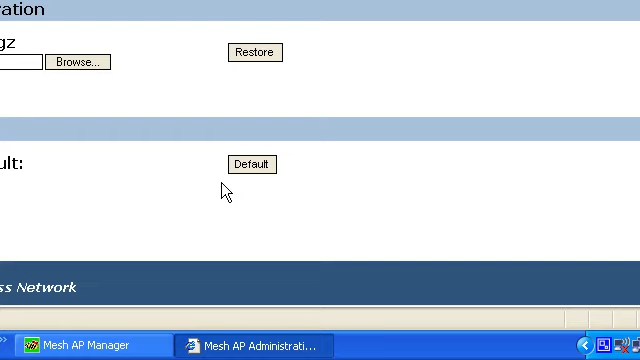 ration
gz
Restore
Browse...
ult:
Default
ss Network
Mesh AP Manager
Mesh AP Administrati...